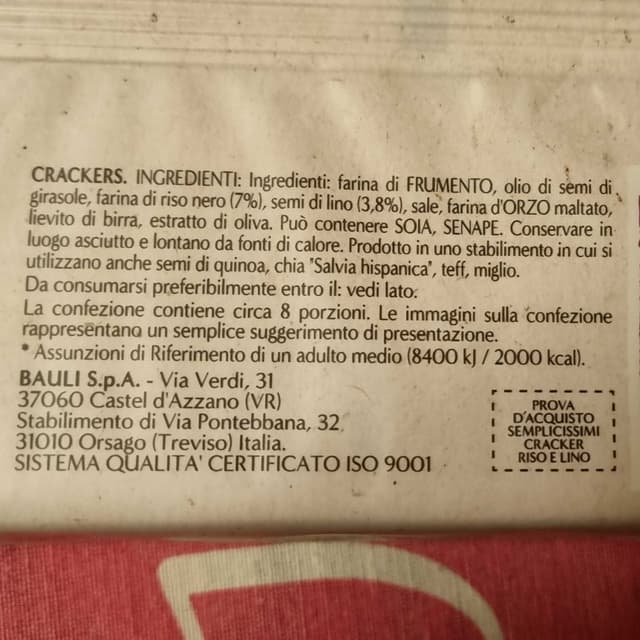 CRACKERS. INGREDIENTI: Ingredienti: farina di FRUMENTO, olio di semi di
girasole, farina di riso nero (7%), semi di lino (3,8%), sale, farina d'ORZO maltato,
lievito di birra, estratto di oliva. Può contenere SOIA, SENAPE. Conservare in
luogo asciutto e lontano da fonti di calore. Prodotto in uno stabilimento in cui si
utilizzano anche semi di quinoa, chia "Salvia hispanica", teff, miglio.
Da consumarsi preferibilmente entro il: vedi lato.
La confezione contiene circa 8 porzioni. Le immagini sulla confezione
rappresentano un semplice suggerimento di presentazione.
* Assunzioni di Riferimento di un adulto medio (8400 kJ / 2000 kcal).
BAULI S.p.A. - Via Verdi, 31
37060 Castel d'Azzano (VR)
Stabilimento di Via Pontebbana, 32
31010 Orsago (Treviso) Italia.
SISTEMA QUALITA' CERTIFICATO ISO 9001
PROVA
D'ACQUISTO
SEMPLICISSIMI
CRACKER
RISO E LINO